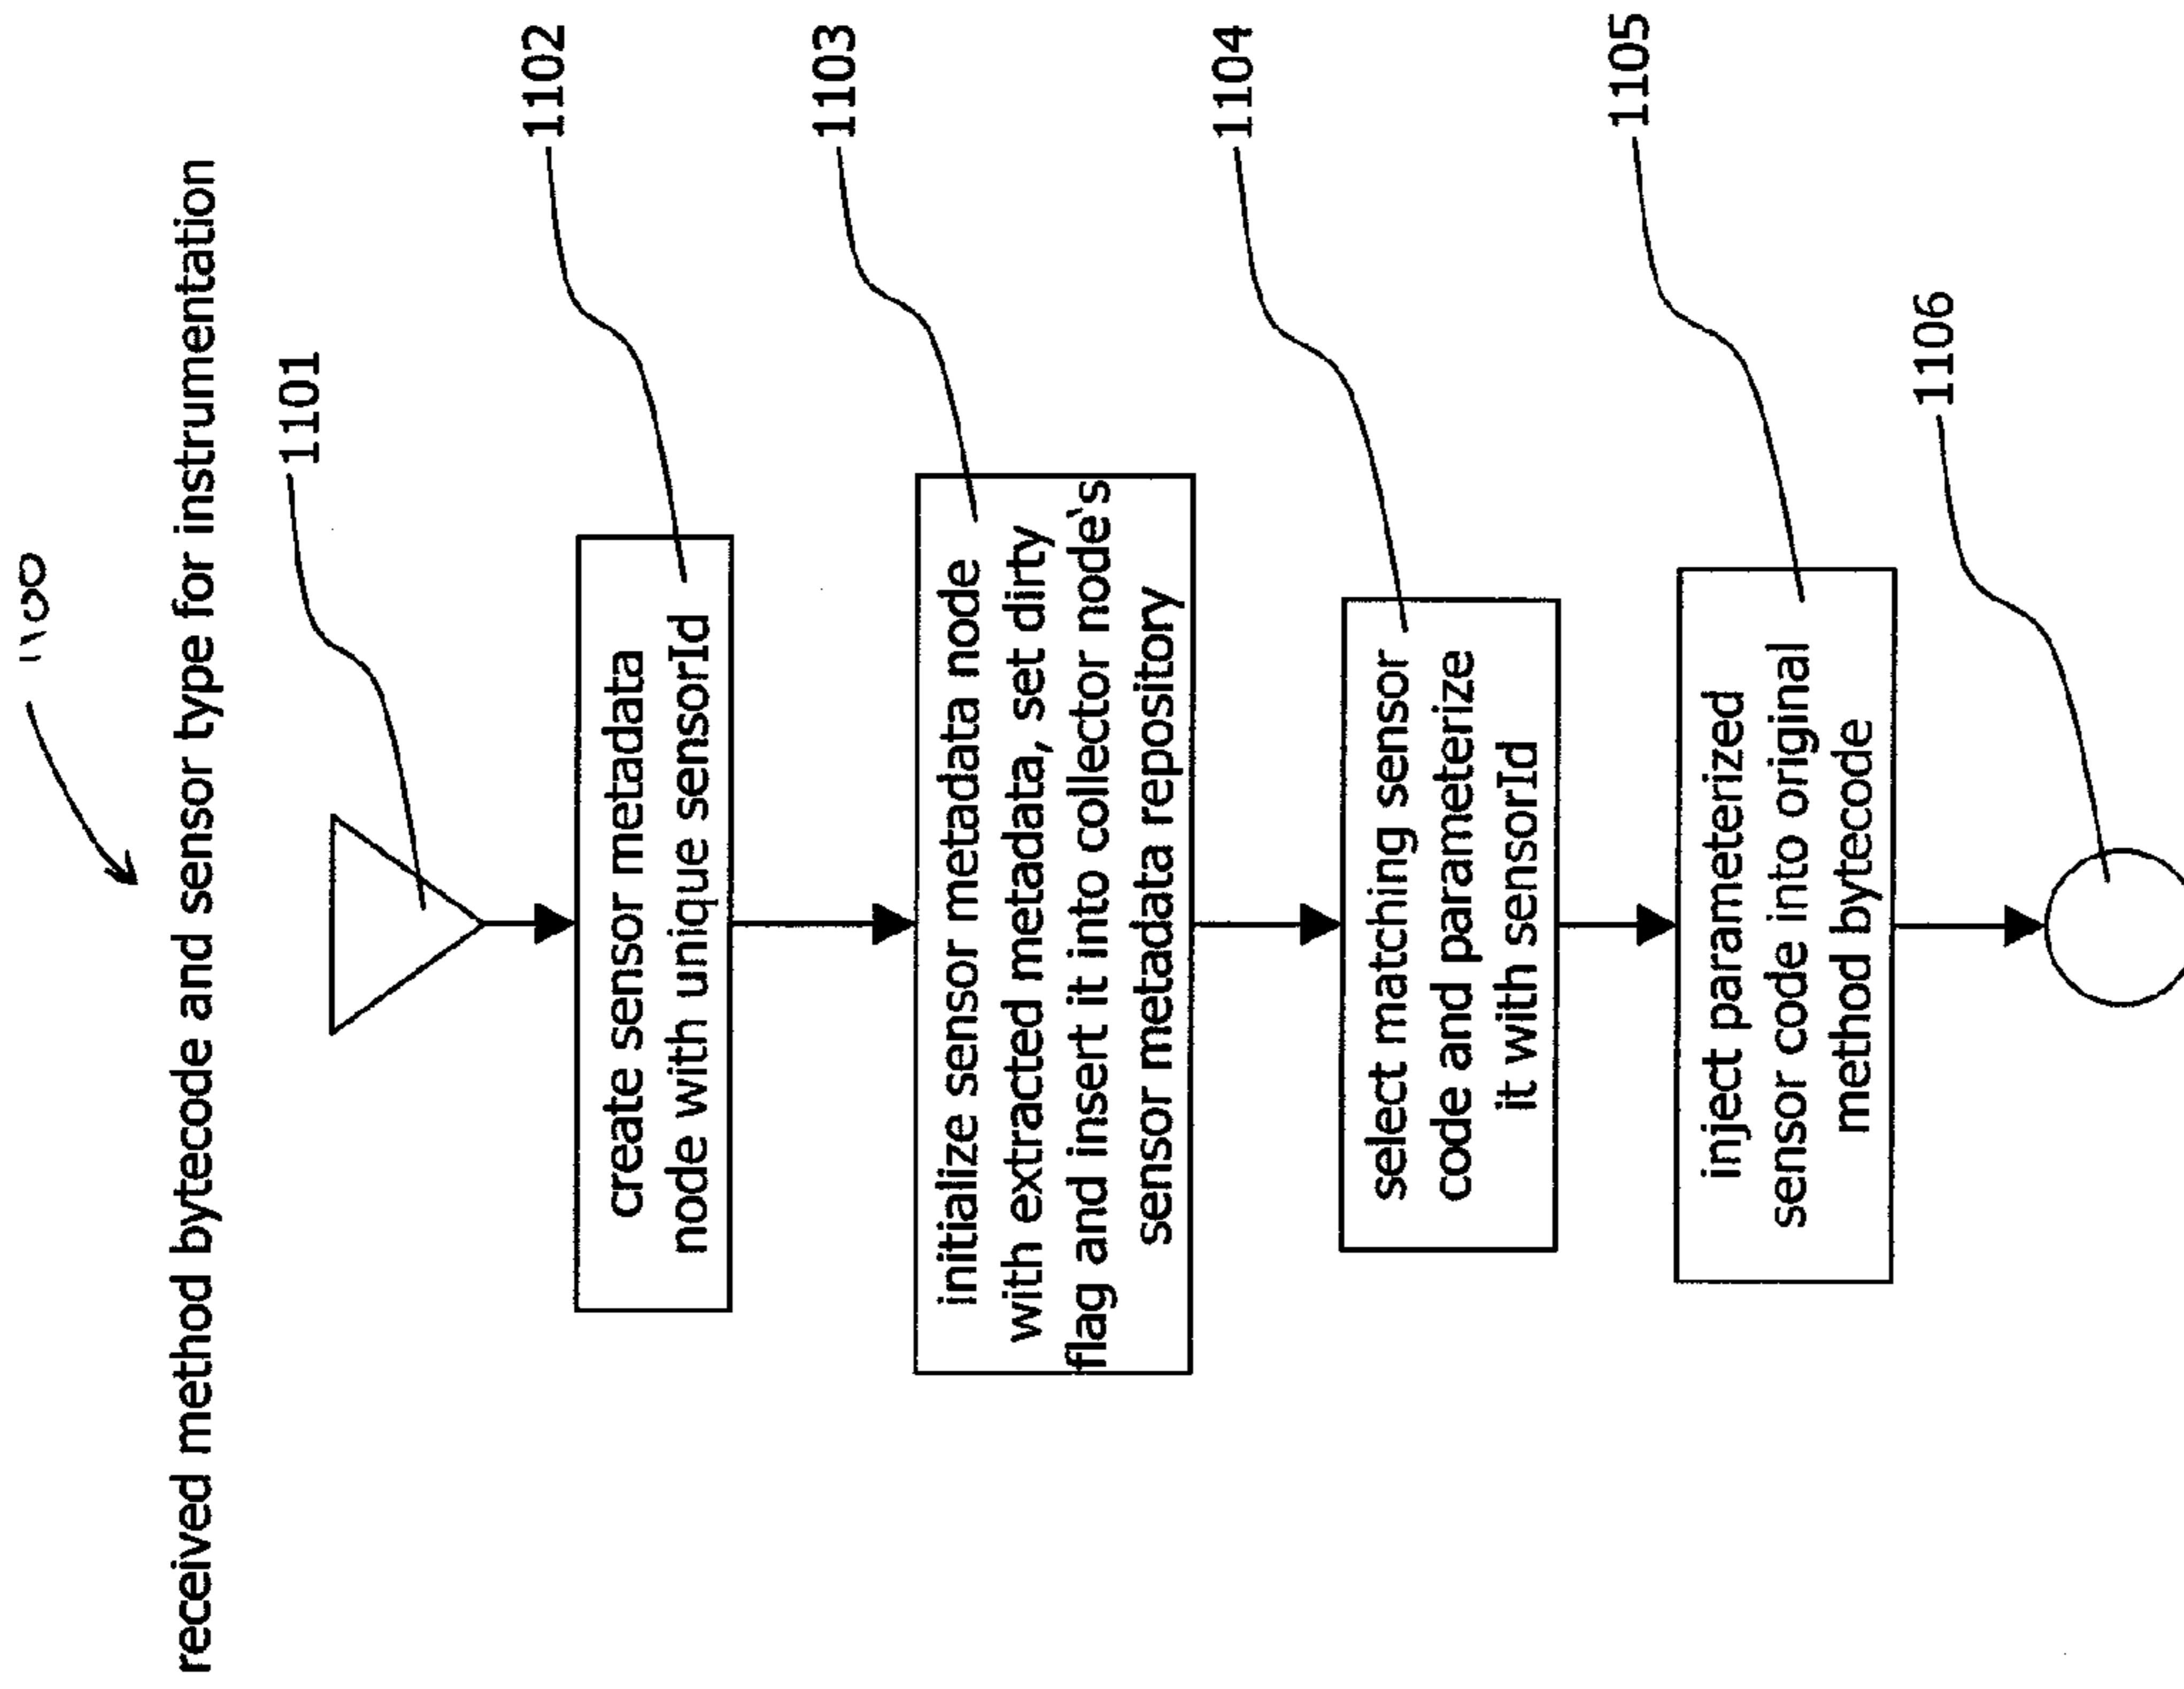 1100
received method bytecode and sensor type for instrumentation
1101
create sensor metadata
node with unique sensorId
1102
initialize sensor metadata node
with extracted metadata, set dirty
flag and insert it into collector node`s
sensor metadata repository
1103
select matching sensor
code and parameterize
it with sensorId
1104
inject parameterized
sensor code into original
method bytecode
1105
1106